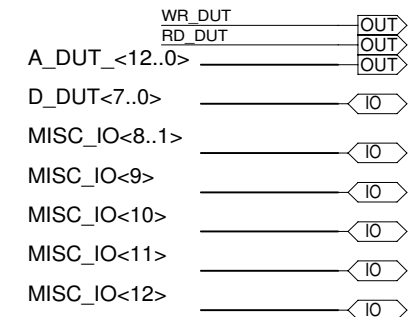 WR_DUT OUT
RD_DUT OUT
A_DUT_<12..0> OUT
D_DUT<7..0> IO
MISC_IO<8..1> IO
MISC_IO<9> IO
MISC_IO<10> IO
MISC_IO<11> IO
MISC_IO<12> IO